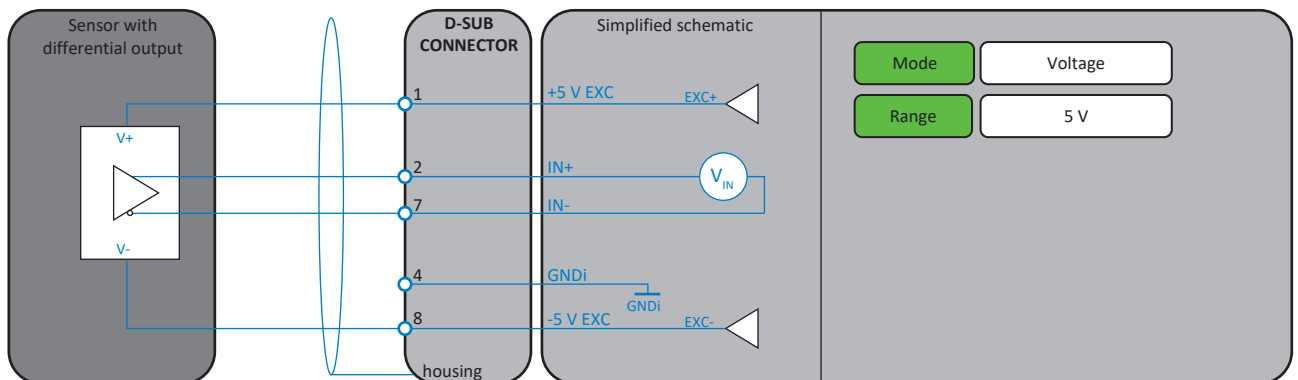 Sensor with
differential output
D-SUB
CONNECTOR
Simplified schematic
Mode
Voltage
Range
5 V
V+
1
+5 V EXC
EXC+
2
IN+
VIN
7
IN-
V-
4
GNDi
GNDi
8
-5 V EXC
EXC-
housing